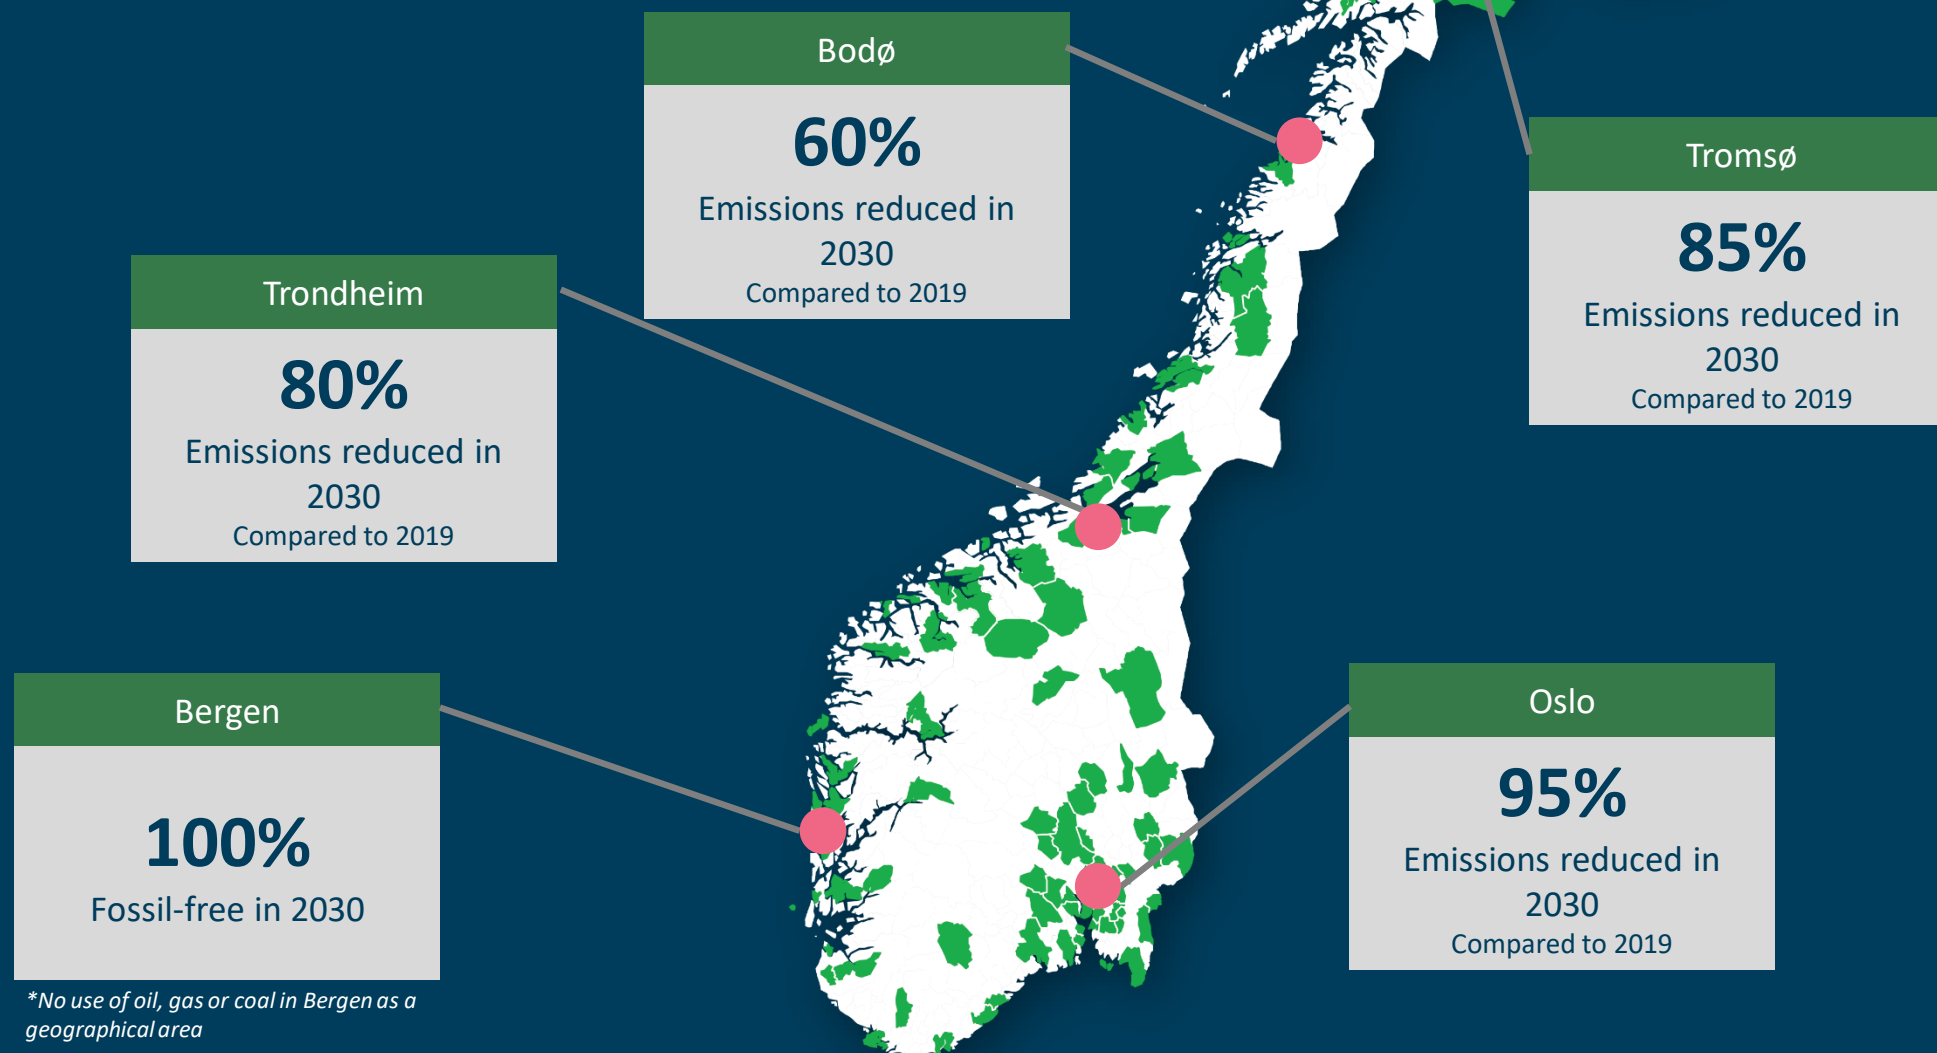 Bodø
60%
Emissions reduced in
2030
Compared to 2019
Tromsø
85%
Emissions reduced in
2030
Compared to 2019
Trondheim
80%
Emissions reduced in
2030
Compared to 2019
Bergen
100%
Fossil-free in 2030
*No use of oil, gas or coal in Bergen as a
geographical area
Oslo
95%
Emissions reduced in
2030
Compared to 2019